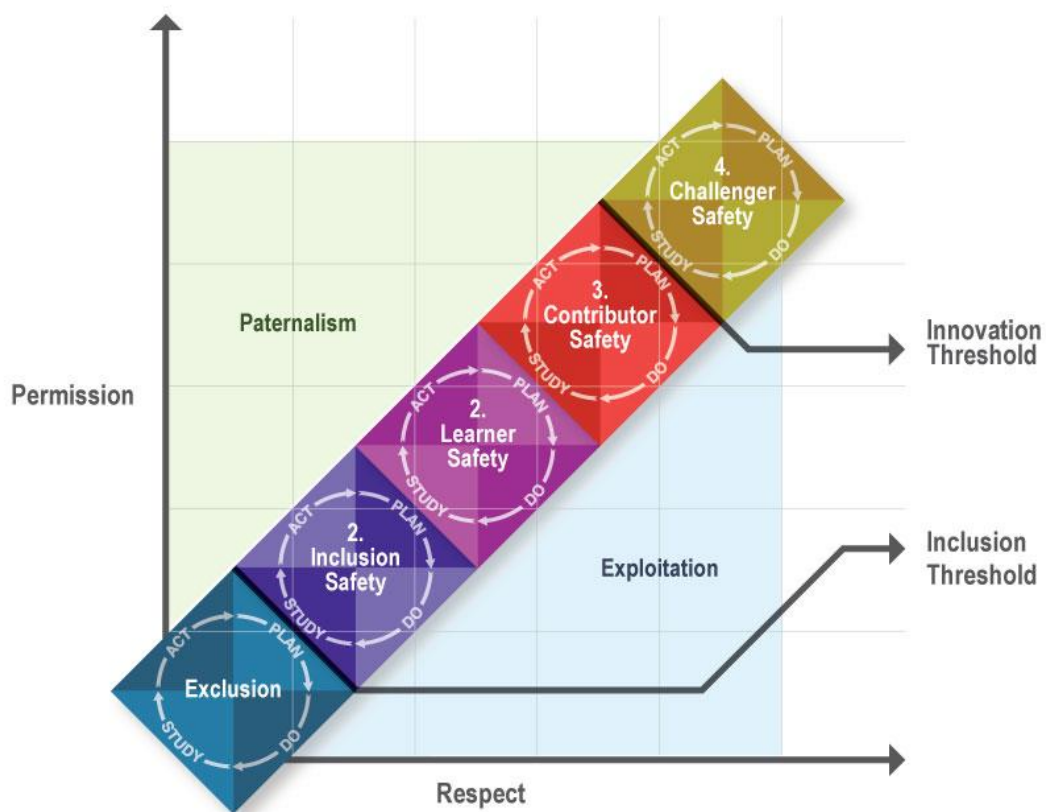 ACT
PLAN
4.
Challenger
Safety
STUDY
DO
ACT
PLAN
3.
Contributor
Safety
STUDY
DO
Paternalism
Innovation
Threshold
Permission
ACT
PLAN
2.
Learner
Safety
STUDY
DO
ACT
PLAN
2.
Inclusion
Safety
STUDY
DO
Exploitation
Inclusion
Threshold
ACT
PLAN
Exclusion
STUDY
DO
Respect